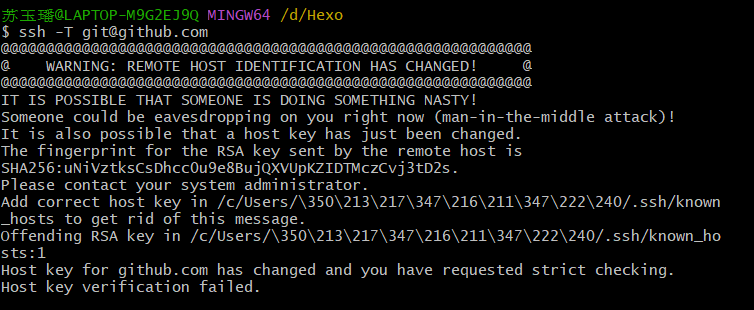 苏玉璠@LAPTOP-M9G2EJ9Q MINGW64 /d/Hexo
$ ssh -T git@github.com
@@@@@@@@@@@@@@@@@@@@@@@@@@@@@@@@@@@@@@@@@@@@@@@@@@@@@@@@@@@
@    WARNING: REMOTE HOST IDENTIFICATION HAS CHANGED!     @
@@@@@@@@@@@@@@@@@@@@@@@@@@@@@@@@@@@@@@@@@@@@@@@@@@@@@@@@@@@
IT IS POSSIBLE THAT SOMEONE IS DOING SOMETHING NASTY!
Someone could be eavesdropping on you right now (man-in-the-middle attack)!
It is also possible that a host key has just been changed.
The fingerprint for the RSA key sent by the remote host is
SHA256:uNiVztksCsDhcc0u9e8BujQXVUpKZIDTMczCvj3tD2s.
Please contact your system administrator.
Add correct host key in /c/Users/\350\213\217\347\216\211\347\222\240/.ssh/known
_hosts to get rid of this message.
Offending RSA key in /c/Users/\350\213\217\347\216\211\347\222\240/.ssh/known_ho
sts:1
Host key for github.com has changed and you have requested strict checking.
Host key verification failed.